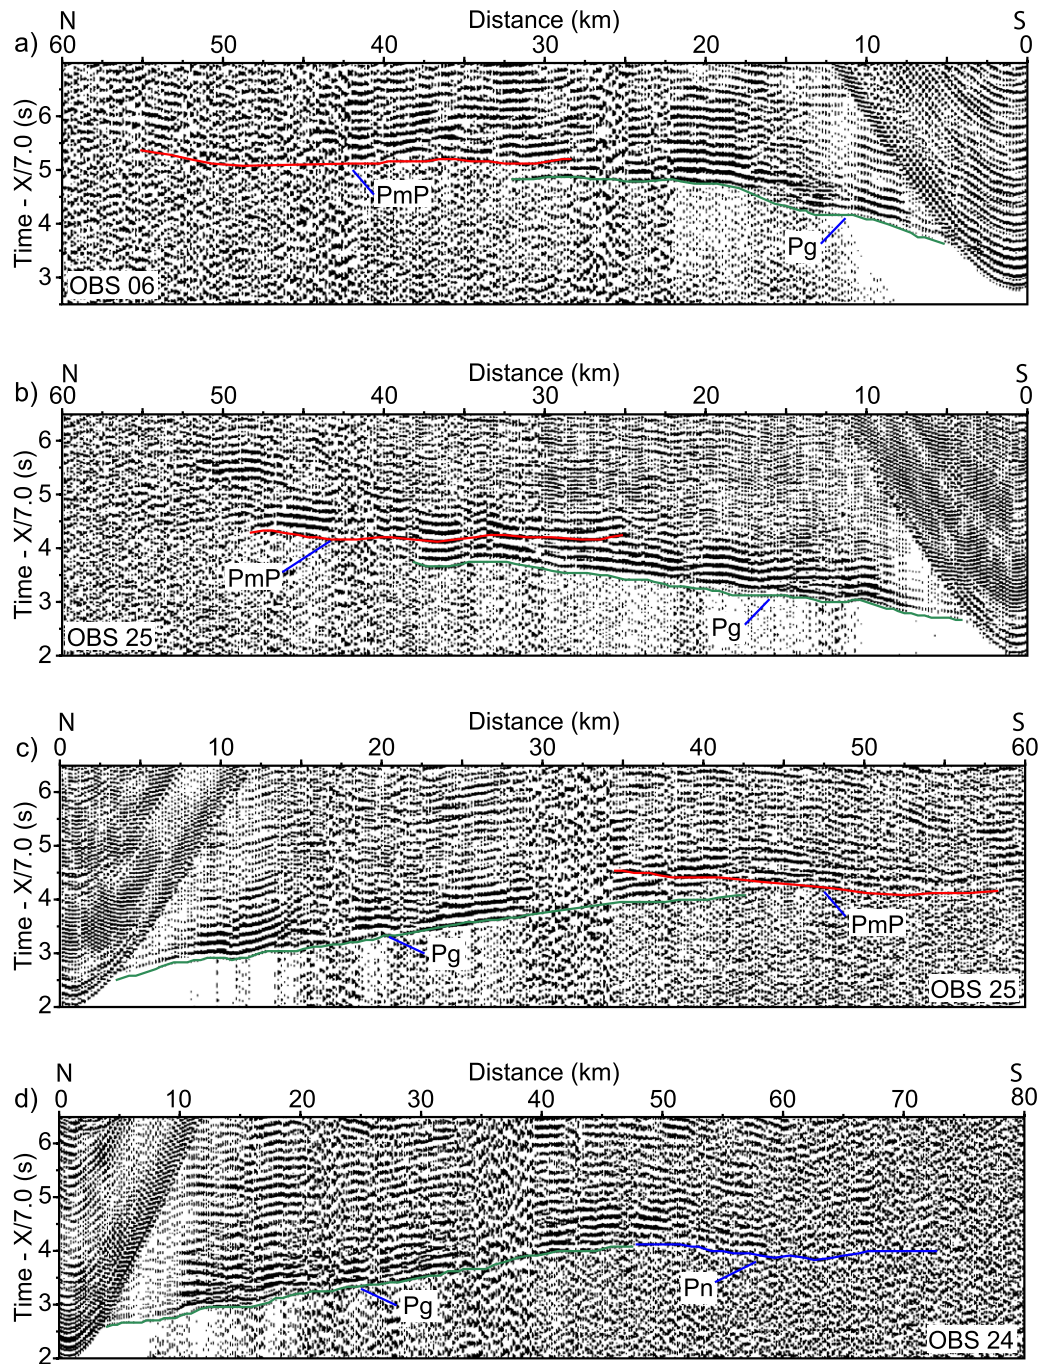 N Distance (km) S
a) 60 50 40 30 20 10 0
Time - X/7.0 (s)
6
5
PmP
4
Pg
3
OBS 06
N Distance (km) S
b) 60 50 40 30 20 10 0
Time - X/7.0 (s)
6
5
4
PmP
3
Pg
OBS 25
2
N Distance (km) S
c) 0 10 20 30 40 50 60
Time - X/7.0 (s)
6
5
4
PmP
3
Pg
OBS 25
2
N Distance (km) S
d) 0 10 20 30 40 50 60 70 80
Time - X/7.0 (s)
6
5
4
Pn
3
Pg
OBS 24
2